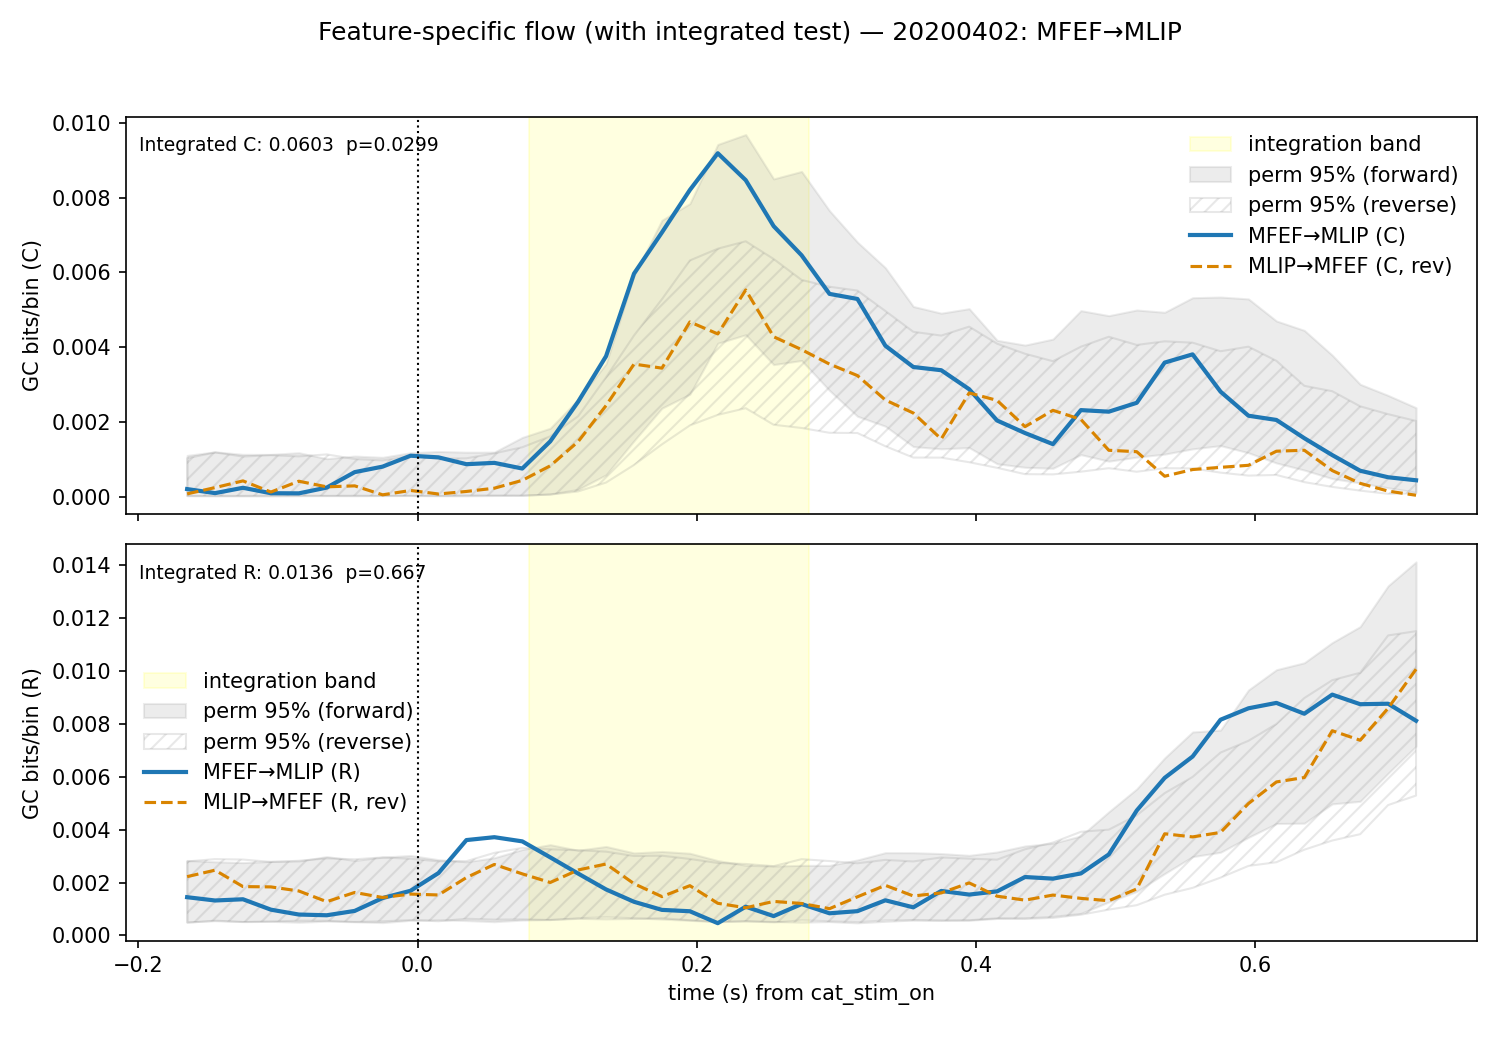 Feature-specific flow (with integrated test) — 20200402: MFEF→MLIP
Integrated C: 0.0603  p=0.0299
integration band
perm 95% (forward)
perm 95% (reverse)
MFEF→MLIP (C)
MLIP→MFEF (C, rev)
GC bits/bin (C)
0.010
0.008
0.006
0.004
0.002
0.000
Integrated R: 0.0136  p=0.667
integration band
perm 95% (forward)
perm 95% (reverse)
MFEF→MLIP (R)
MLIP→MFEF (R, rev)
GC bits/bin (R)
0.014
0.012
0.010
0.008
0.006
0.004
0.002
0.000
−0.2 0.0 0.2 0.4 0.6
time (s) from cat_stim_on